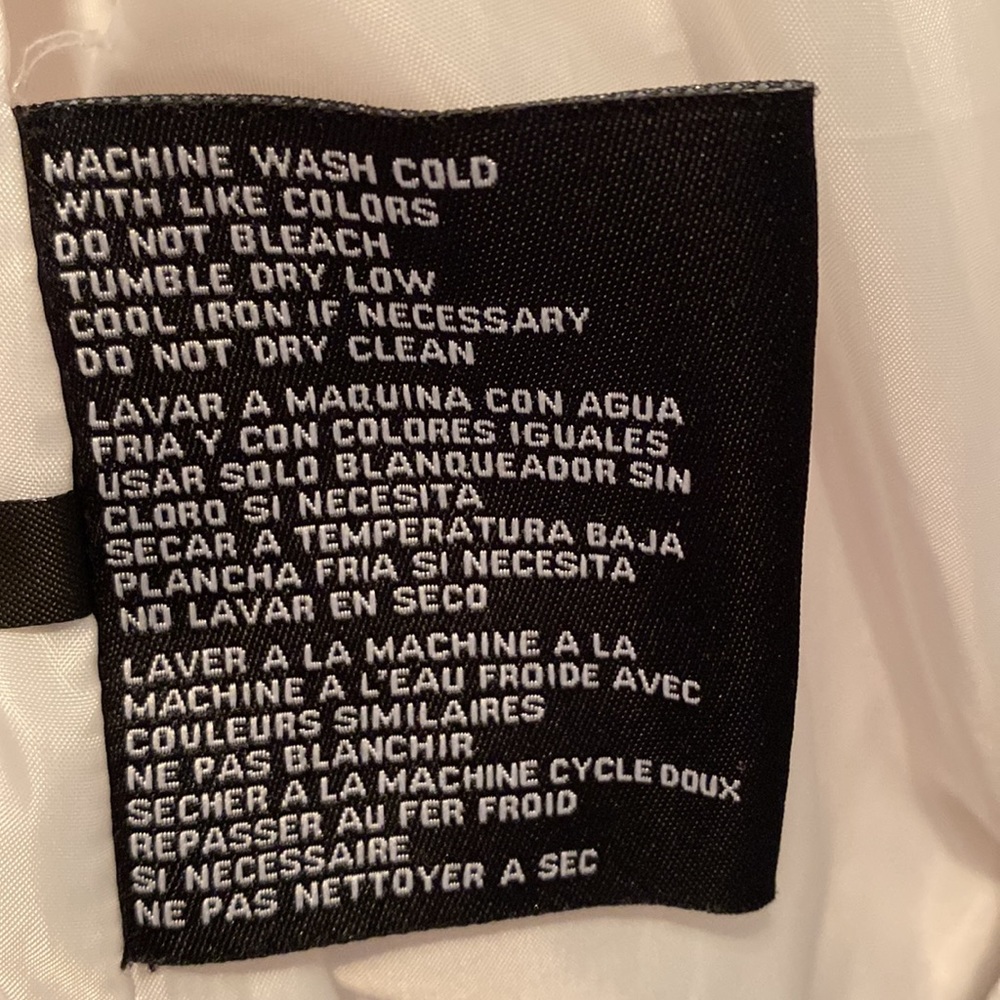 MACHINE WASH COLD
WITH LIKE COLORS
DO NOT BLEACH
TUMBLE DRY LOW
COOL IRON IF NECESSARY
DO NOT DRY CLEAN
LAVAR A MAQUINA CON AGUA
FRIA Y CON COLORES IGUALES
USAR SOLO BLANQUEADOR SIN
CLORO SI NECESITA
SECAR A TEMPERATURA BAJA
PLANCHA FRIA SI NECESITA
NO LAVAR EN SECO
LAVER A LA MACHINE A LA
MACHINE A L'EAU FROIDE AVEC
COULEURS SIMILAIRES
NE PAS BLANCHIR
SECHER A LA MACHINE CYCLE DOUX
REPASSER AU FER FROID
SI NECESSAIRE
NE PAS NETTOYER A SEC